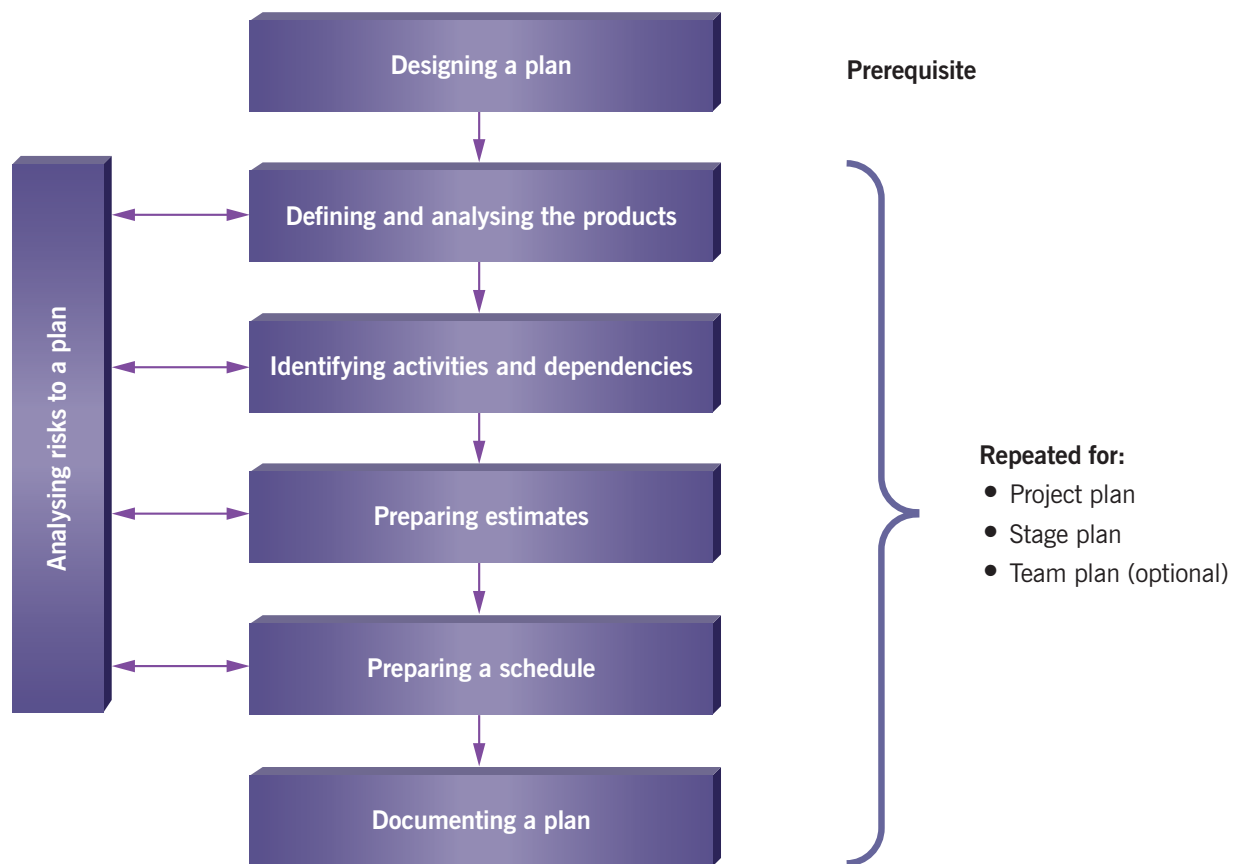 Designing a plan
Prerequisite
Analysing risks to a plan
Defining and analysing the products
Identifying activities and dependencies
Preparing estimates
Preparing a schedule
Documenting a plan
Repeated for:
• Project plan
• Stage plan
• Team plan (optional)